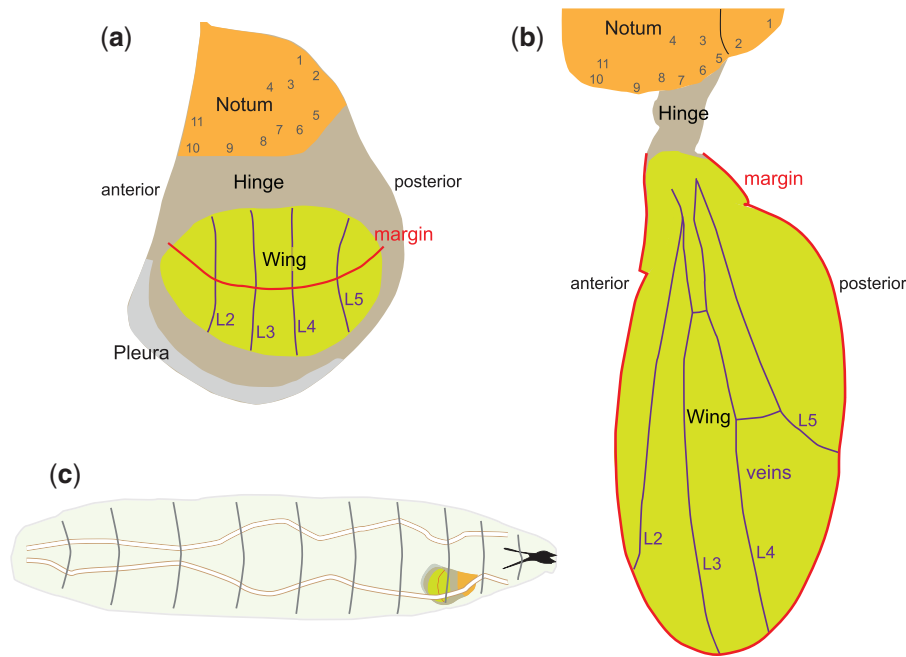 (a)
Notum
1
2
3
4
5
6
7
8
9
10
11
Hinge
anterior
posterior
margin
Wing
L2
L3
L4
L5
Pleura
(b)
Notum
1
2
3
4
5
6
7
8
9
10
11
Hinge
margin
anterior
posterior
Wing
L5
veins
L2
L3
L4
(c)